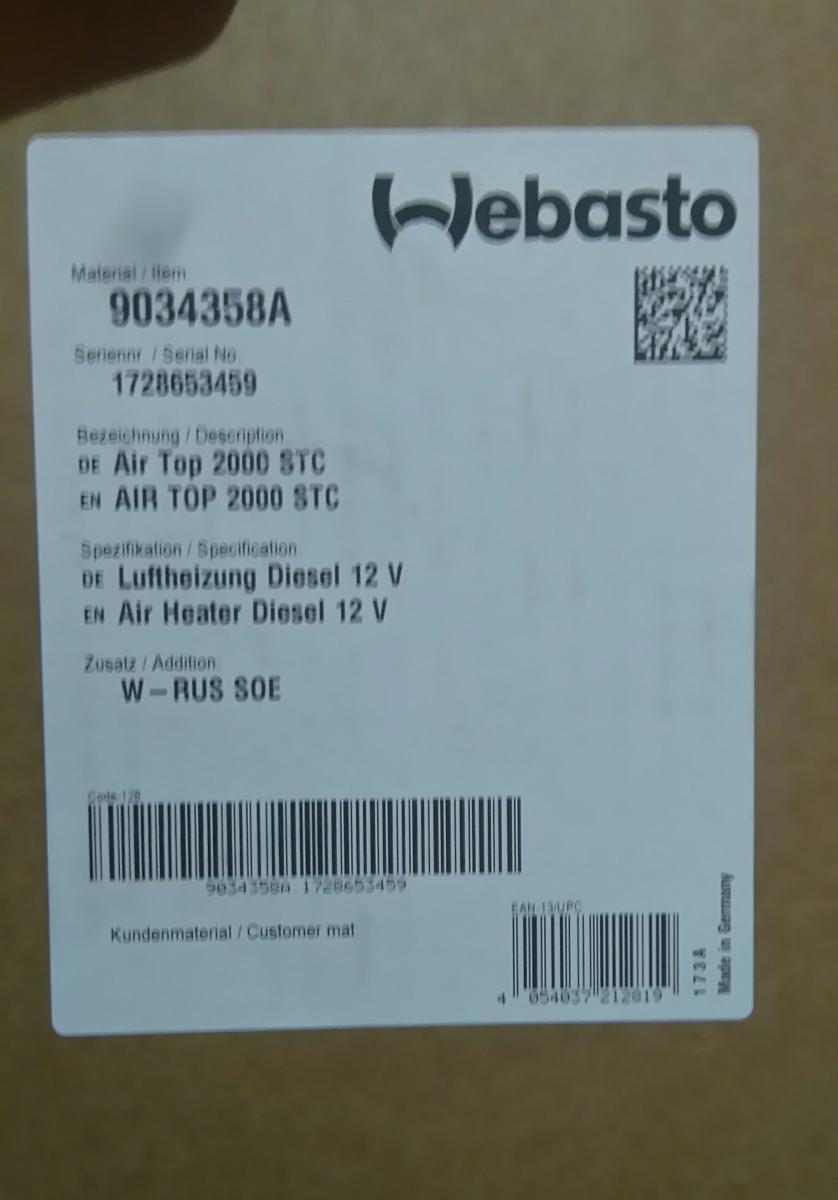 Webasto
Material / Item
9034358A
Seriennr. / Serial No.
1728653459
Bezeichnung / Description
DE Air Top 2000 STC
EN AIR TOP 2000 STC
Spezifikation / Specification
DE Luftheizung Diesel 12 V
EN Air Heater Diesel 12 V
Zusatz / Addition
W-RUS SOE
Code-128
9034358A.1728653459
Kundenmaterial / Customer mat.
EAN-13/UPC
4 054037 212819
173A
Made in Germany